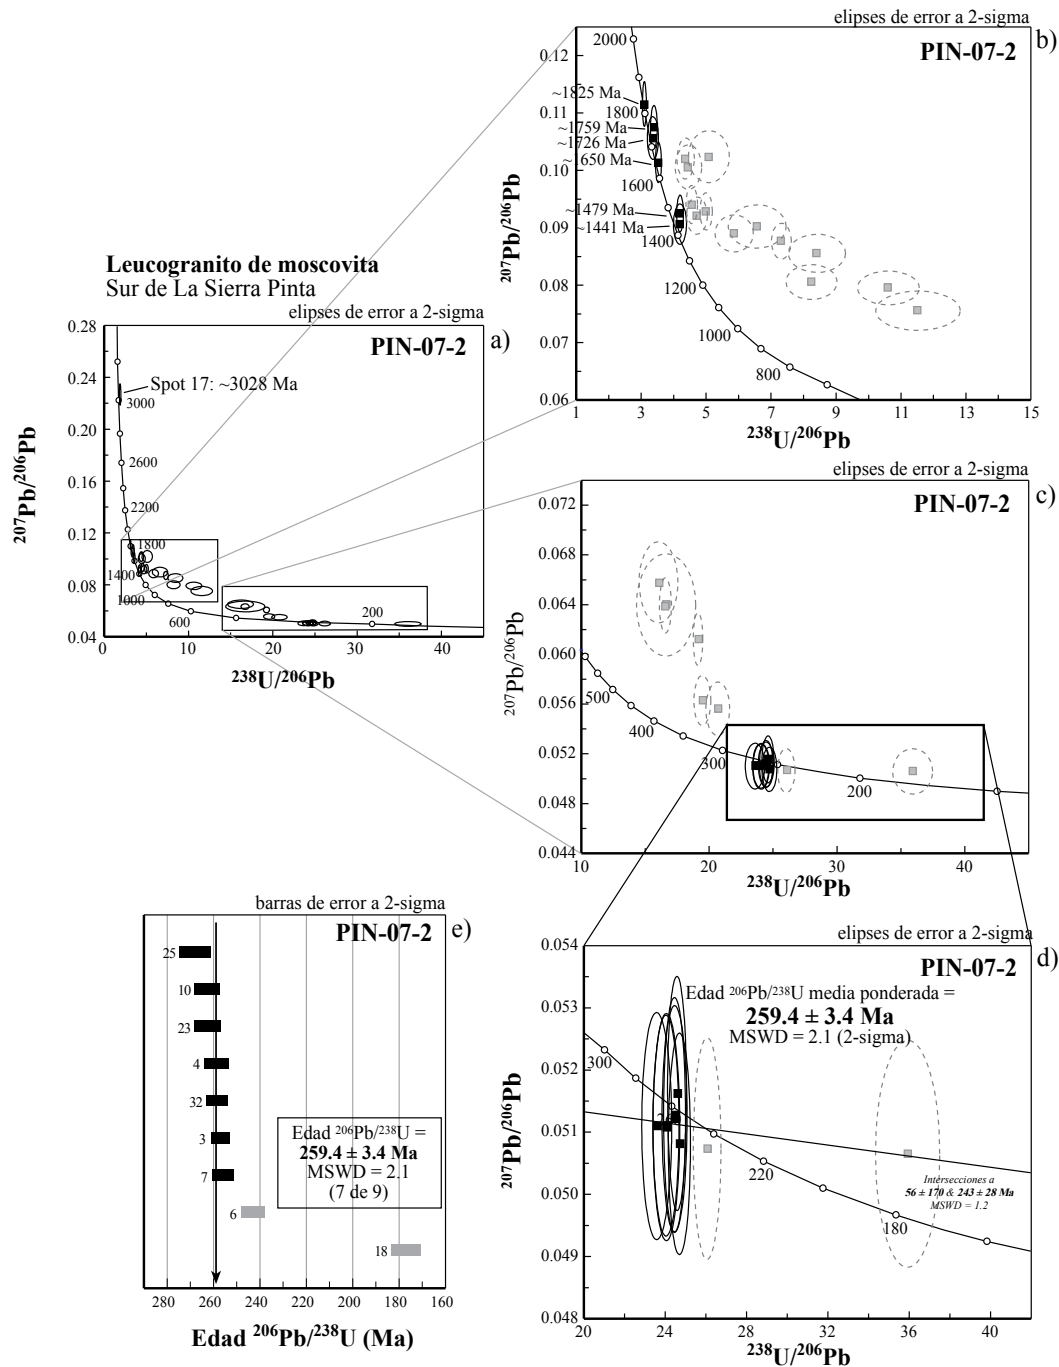 Leucogranito de moscovita
Sur de La Sierra Pinta
elipses de error a 2-sigma
a)
PIN-07-2
Spot 17: ~3028 Ma
3000
2600
2200
1800
1400
1000
600
200
0.28
0.24
0.20
0.16
0.12
0.08
0.04
0
10
20
30
40
207Pb/206Pb
238U/206Pb
elipses de error a 2-sigma
b)
PIN-07-2
2000
~1825 Ma
1800
~1759 Ma
~1726 Ma
~1650 Ma
1600
~1479 Ma
~1441 Ma
1400
1200
1000
800
0.12
0.11
0.10
0.09
0.08
0.07
0.06
1
3
5
7
9
11
13
15
207Pb/206Pb
238U/206Pb
elipses de error a 2-sigma
c)
PIN-07-2
500
400
300
200
0.072
0.068
0.064
0.060
0.056
0.052
0.048
0.044
10
20
30
40
207Pb/206Pb
238U/206Pb
elipses de error a 2-sigma
d)
PIN-07-2
Edad 206Pb/238U media ponderada =
259.4 ± 3.4 Ma
MSWD = 2.1 (2-sigma)
300
220
180
Intersecciones a
56 ± 170 & 243 ± 28 Ma
MSWD = 1.2
0.054
0.053
0.052
0.051
0.050
0.049
0.048
20
24
28
32
36
40
207Pb/206Pb
238U/206Pb
barras de error a 2-sigma
e)
PIN-07-2
25
10
23
4
32
3
7
6
18
Edad 206Pb/238U =
259.4 ± 3.4 Ma
MSWD = 2.1
(7 de 9)
290
280
260
240
220
200
180
160
Edad 206Pb/238U (Ma)